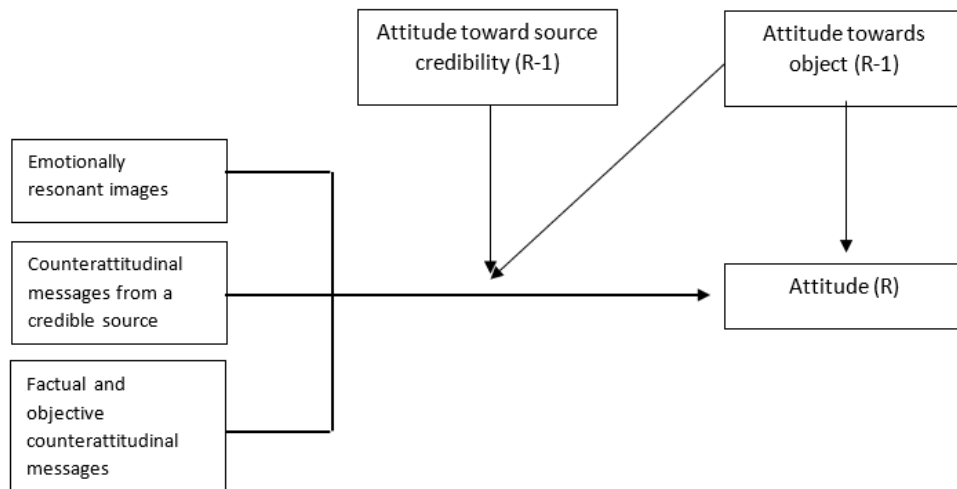 Attitude toward source
credibility (R-1)
Attitude towards
object (R-1)
Emotionally
resonant images
Counterattitudinal
messages from a
credible source
Attitude (R)
Factual and
objective
counterattitudinal
messages